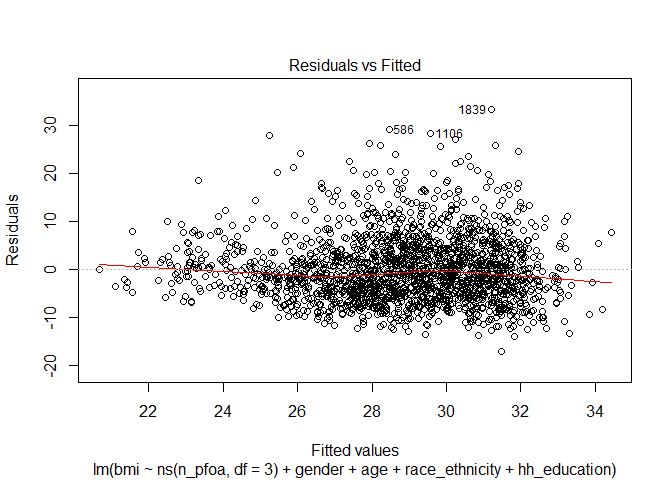 Residuals vs Fitted
1839
586
1106
Residuals
30
20
10
0
-10
-20
22 24 26 28 30 32 34
Fitted values
lm(bmi ~ ns(n_pfoa, df = 3) + gender + age + race_ethnicity + hh_education)